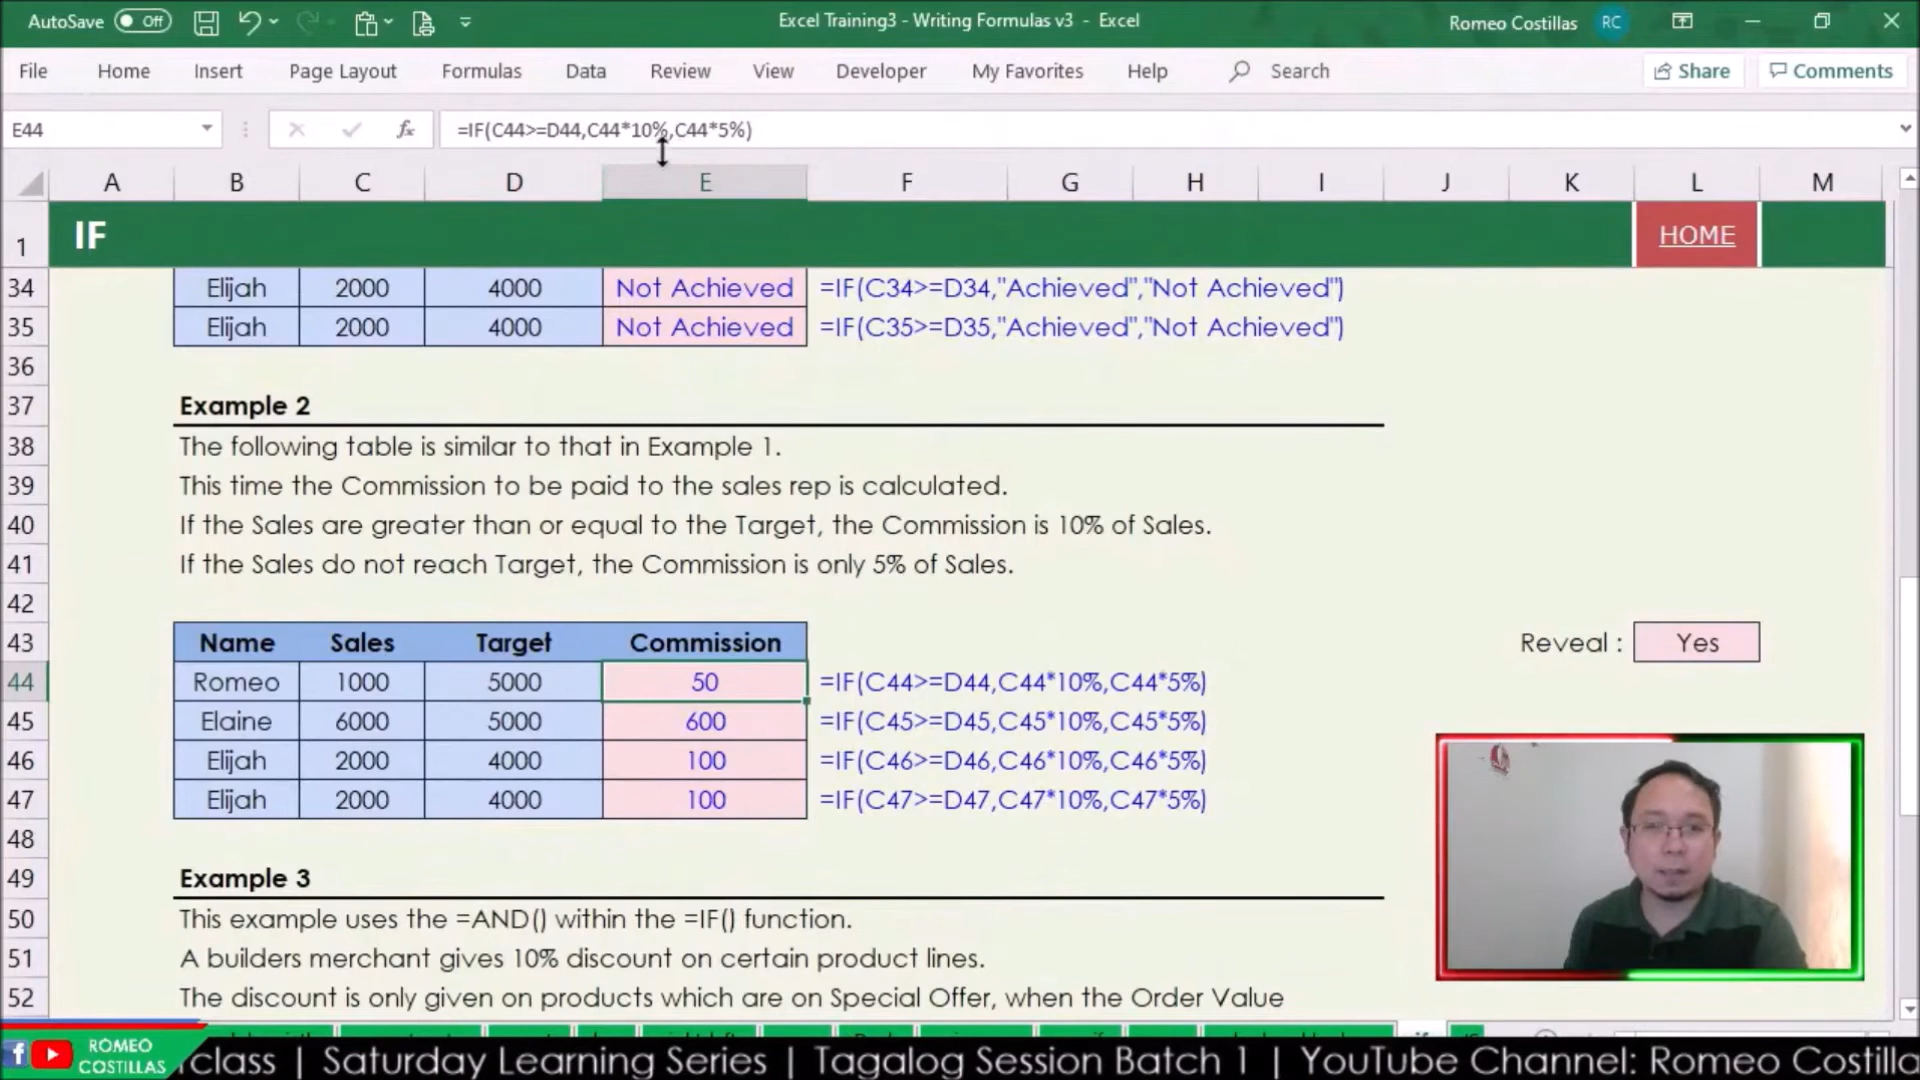 AutoSave Off Excel Training3 - Writing Formulas v3 - Excel Romeo Costillas RC
File Home Insert Page Layout Formulas Data Review View Developer My Favorites Help Search Share Comments
E44 fx =IF(C44>=D44,C44*10%,C44*5%)
A B C D E F G H I J K L M
1 IF HOME
34 Elijah 2000 4000 Not Achieved =IF(C34>=D34,"Achieved","Not Achieved")
35 Elijah 2000 4000 Not Achieved =IF(C35>=D35,"Achieved","Not Achieved")
36
37 Example 2
38 The following table is similar to that in Example 1.
39 This time the Commission to be paid to the sales rep is calculated.
40 If the Sales are greater than or equal to the Target, the Commission is 10% of Sales.
41 If the Sales do not reach Target, the Commission is only 5% of Sales.
42
43 Name Sales Target Commission Reveal : Yes
44 Romeo 1000 5000 50 =IF(C44>=D44,C44*10%,C44*5%)
45 Elaine 6000 5000 600 =IF(C45>=D45,C45*10%,C45*5%)
46 Elijah 2000 4000 100 =IF(C46>=D46,C46*10%,C46*5%)
47 Elijah 2000 4000 100 =IF(C47>=D47,C47*10%,C47*5%)
48
49 Example 3
50 This example uses the =AND() within the =IF() function.
51 A builders merchant gives 10% discount on certain product lines.
52 The discount is only given on products which are on Special Offer, when the Order Value
ROMEO
COSTILLAS
rclass | Saturday Learning Series | Tagalog Session Batch 1 | YouTube Channel: Romeo Costilla